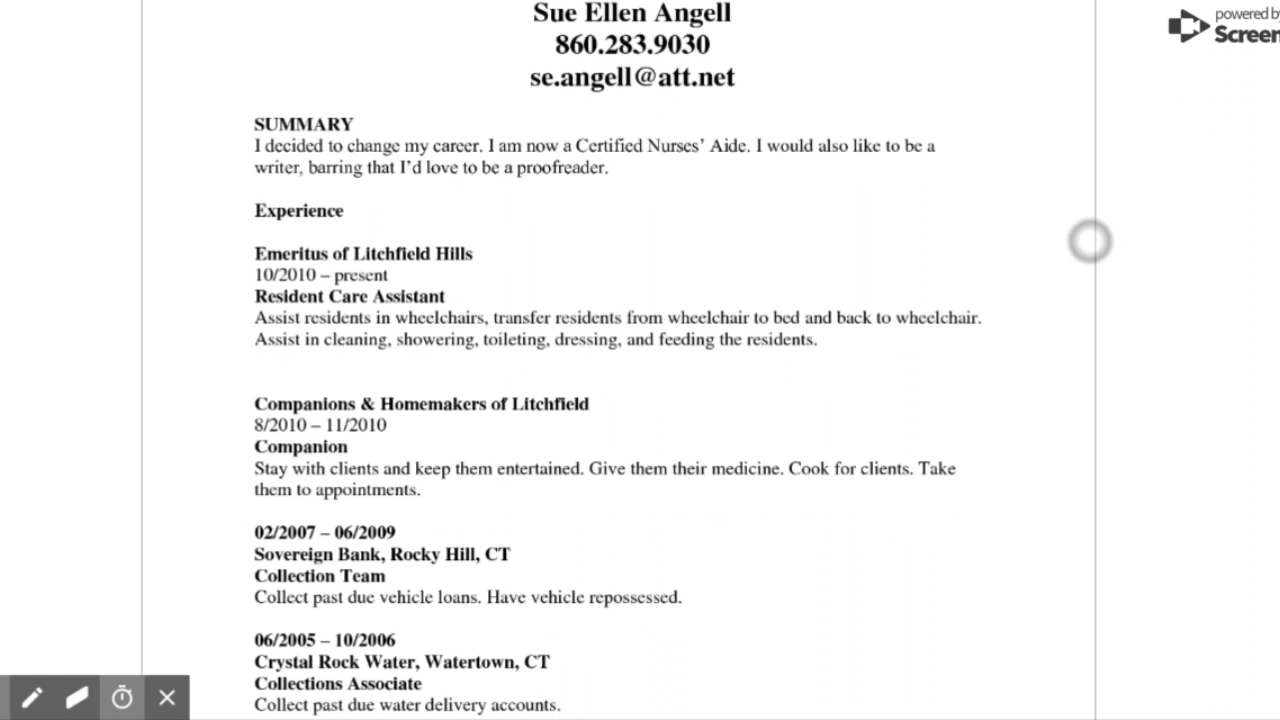 Sue Ellen Angell
860.283.9030
se.angell@att.net
powered by
Screen
SUMMARY
I decided to change my career. I am now a Certified Nurses’ Aide. I would also like to be a
writer, barring that I’d love to be a proofreader.
Experience
Emeritus of Litchfield Hills
10/2010 – present
Resident Care Assistant
Assist residents in wheelchairs, transfer residents from wheelchair to bed and back to wheelchair.
Assist in cleaning, showering, toileting, dressing, and feeding the residents.
Companions & Homemakers of Litchfield
8/2010 – 11/2010
Companion
Stay with clients and keep them entertained. Give them their medicine. Cook for clients. Take
them to appointments.
02/2007 – 06/2009
Sovereign Bank, Rocky Hill, CT
Collection Team
Collect past due vehicle loans. Have vehicle repossessed.
06/2005 – 10/2006
Crystal Rock Water, Watertown, CT
Collections Associate
Collect past due water delivery accounts.